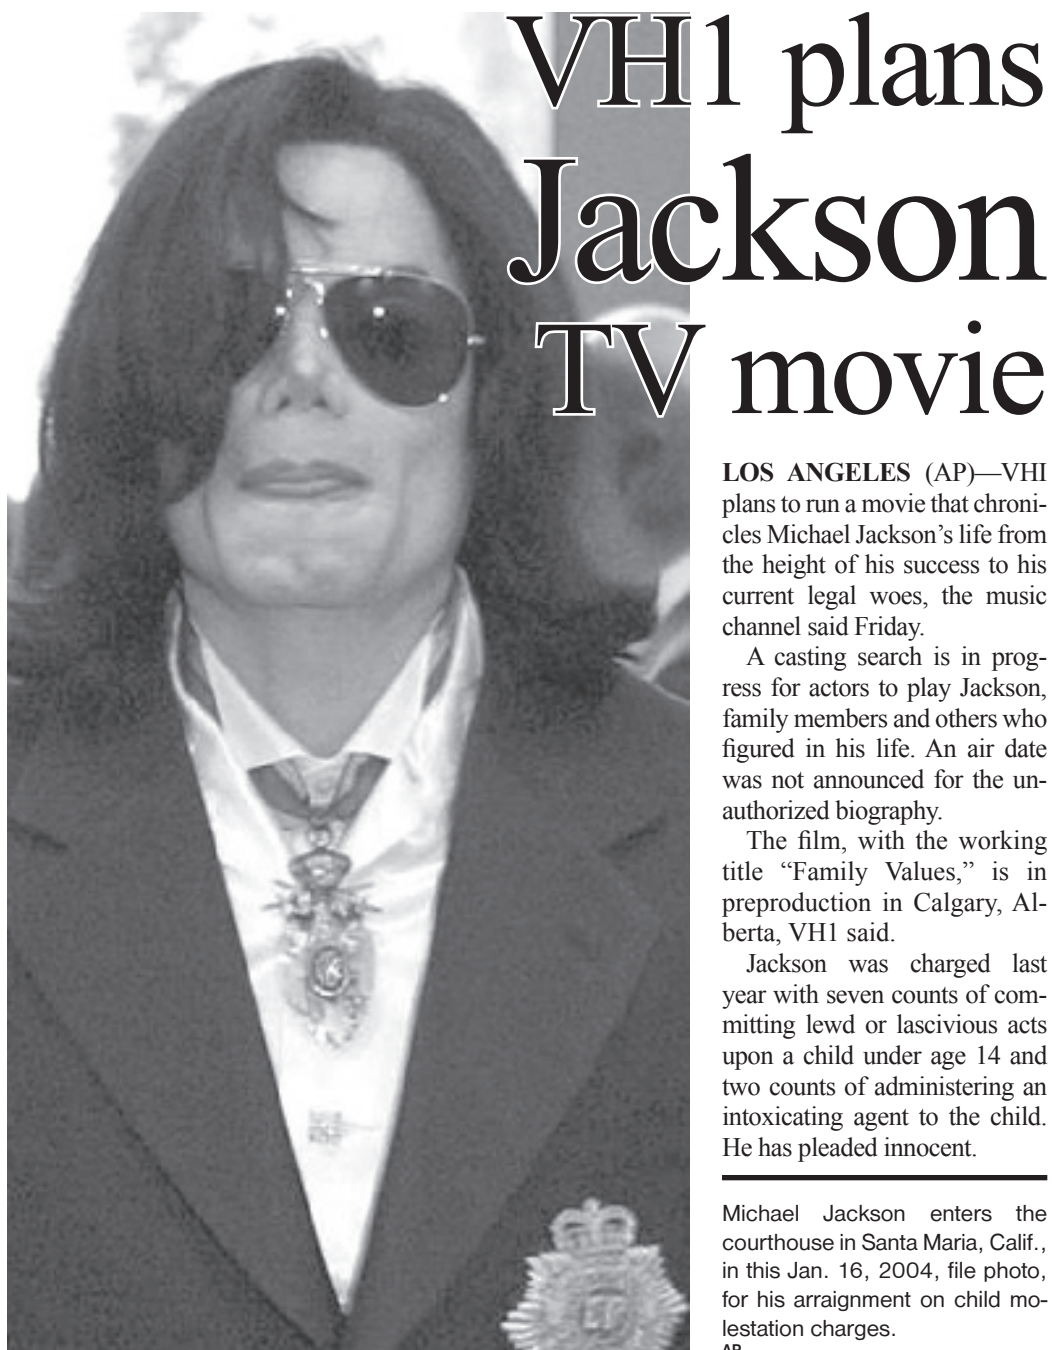 VH1 plans
Jackson
TV movie
LOS ANGELES (AP)—VHI
plans to run a movie that chroni-
cles Michael Jackson’s life from
the height of his success to his
current legal woes, the music
channel said Friday.
A casting search is in prog-
ress for actors to play Jackson,
family members and others who
figured in his life. An air date
was not announced for the un-
authorized biography.
The film, with the working
title “Family Values,” is in
preproduction in Calgary, Al-
berta, VH1 said.
Jackson was charged last
year with seven counts of com-
mitting lewd or lascivious acts
upon a child under age 14 and
two counts of administering an
intoxicating agent to the child.
He has pleaded innocent.
Michael Jackson enters the
courthouse in Santa Maria, Calif.,
in this Jan. 16, 2004, file photo,
for his arraignment on child mo-
lestation charges.
AP